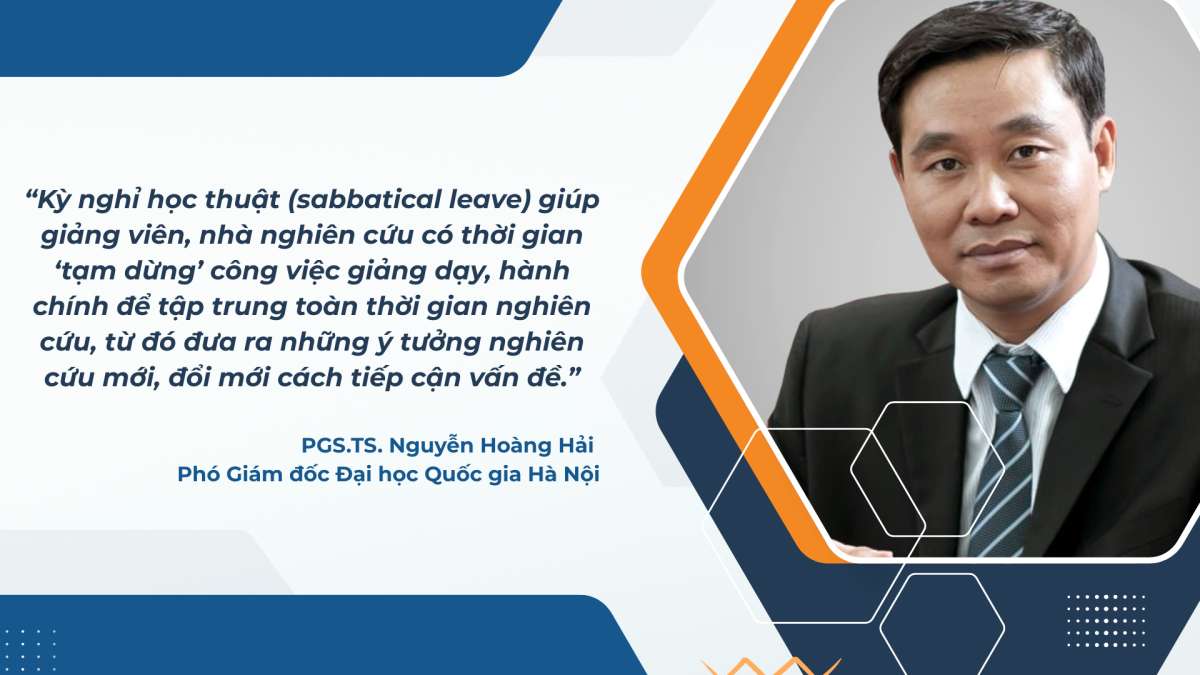 “Kỳ nghỉ học thuật (sabbatical leave) giúp
giảng viên, nhà nghiên cứu có thời gian
‘tạm dừng’ công việc giảng dạy, hành
chính để tập trung toàn thời gian nghiên
cứu, từ đó đưa ra những ý tưởng nghiên
cứu mới, đổi mới cách tiếp cận vấn đề.”
PGS.TS. Nguyễn Hoàng Hải
Phó Giám đốc Đại học Quốc gia Hà Nội